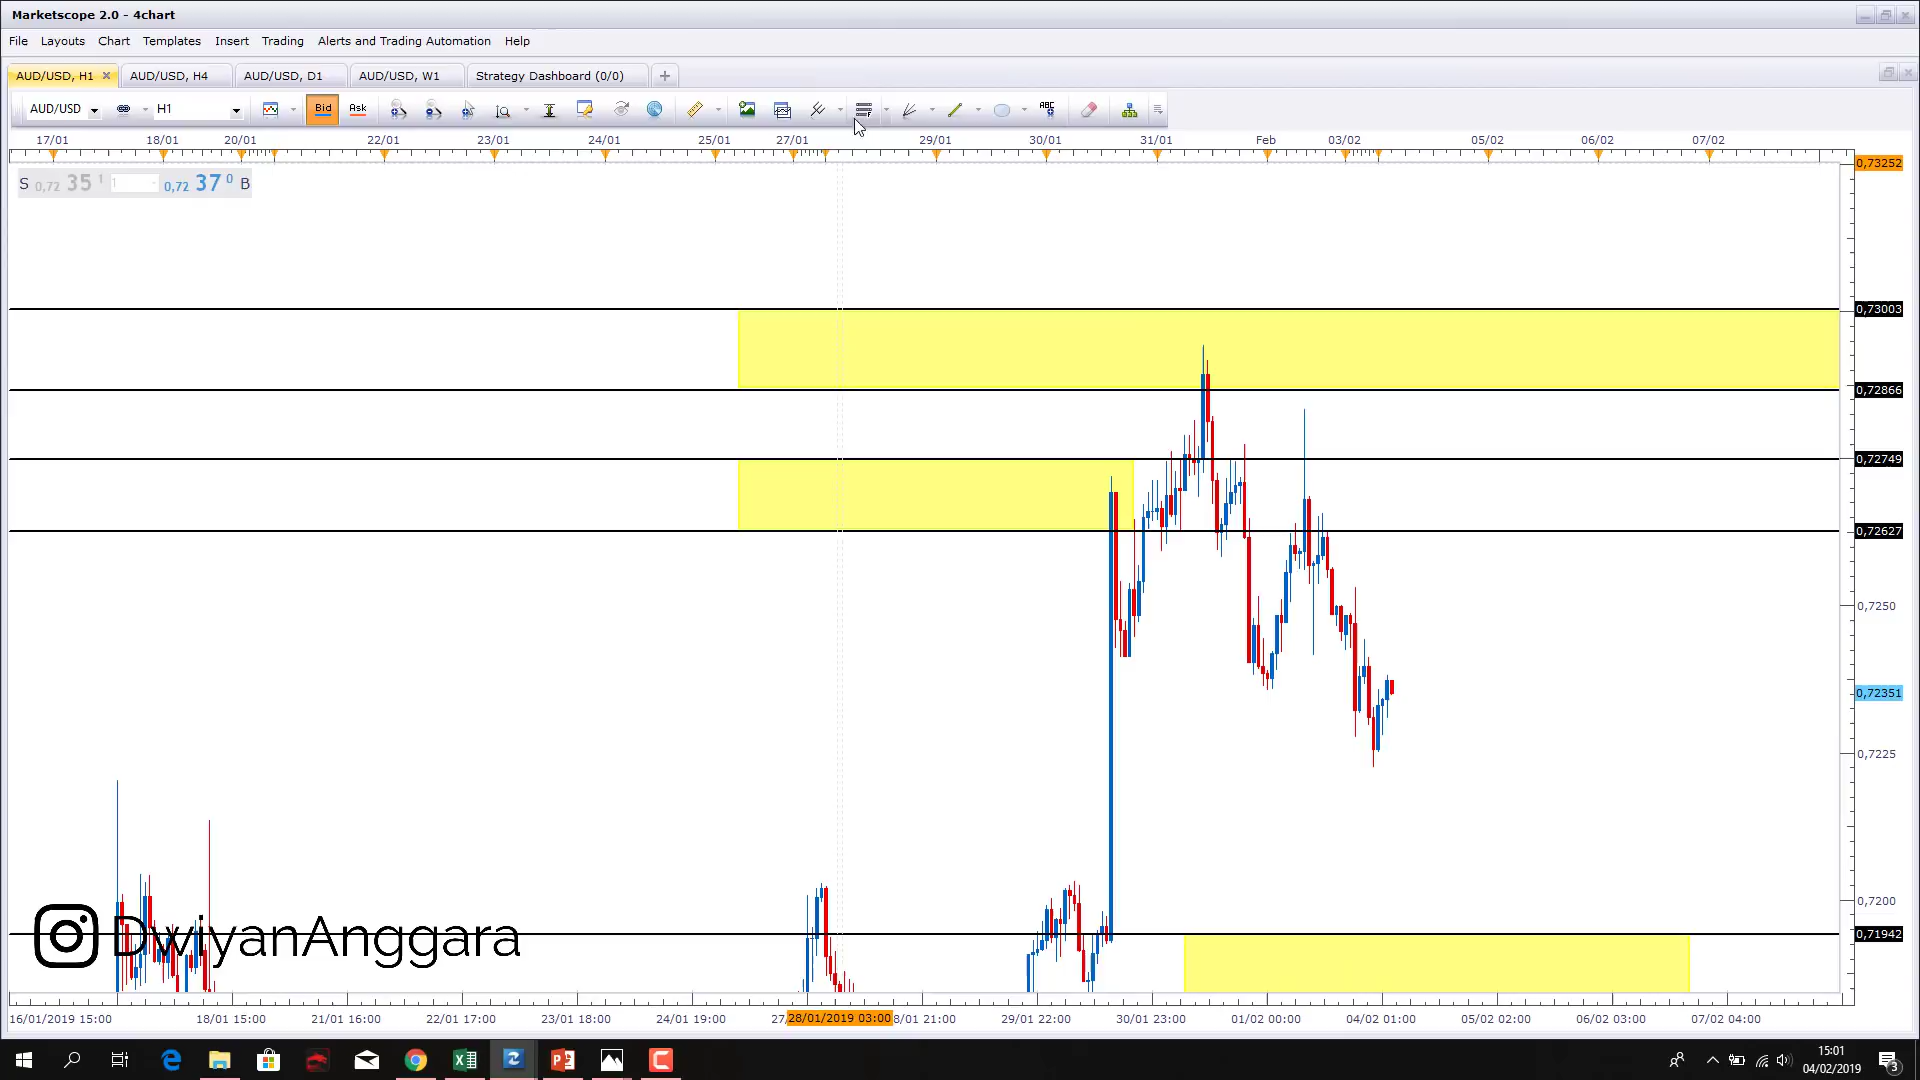 Marketscope 2.0 - 4chart
File Layouts Chart Templates Insert Trading Alerts and Trading Automation Help
AUD/USD, H1 AUD/USD, H4 AUD/USD, D1 AUD/USD, W1 Strategy Dashboard (0/0)
AUD/USD H1 Bid Ask ABC
17/01 18/01 20/01 22/01 23/01 24/01 25/01 27/01 29/01 30/01 31/01 Feb 03/02 05/02 06/02 07/02
0,73252
S 0,72 35 1 1 0,72 37 0 B
0,73003
0,72866
0,72749
0,72627
0,7250
0,72351
0,7225
0,7200
0,71942
DwiyanAnggara
16/01/2019 15:00 18/01 15:00 21/01 16:00 22/01 17:00 23/01 18:00 24/01 19:00 27/ 28/01/2019 03:00 8/01 21:00 29/01 22:00 30/01 23:00 01/02 00:00 04/02 01:00 05/02 02:00 06/02 03:00 07/02 04:00
15:01
04/02/2019
3